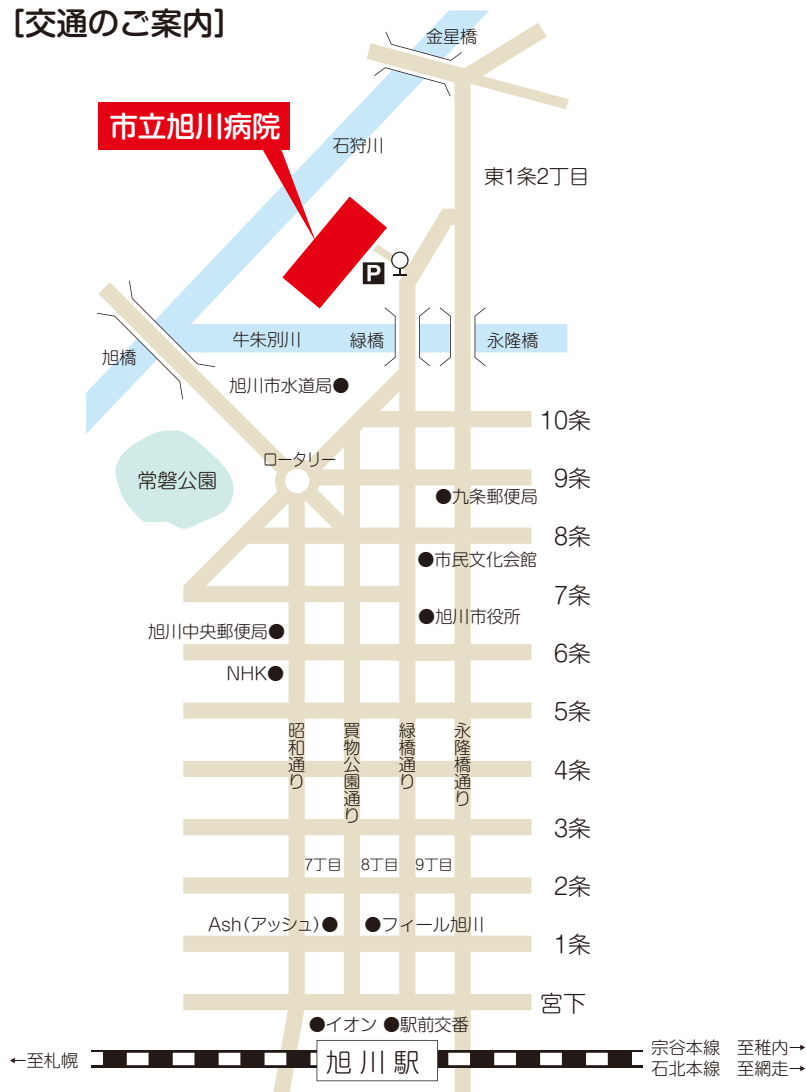 [交通のご案内]
金星橋
市立旭川病院
石狩川
東1条2丁目
P
牛朱別川
緑橋
永隆橋
旭橋
旭川市水道局
10条
ロータリー
常磐公園
9条
九条郵便局
8条
市民文化会館
7条
旭川市役所
旭川中央郵便局
6条
NHK
5条
昭和通り
買物公園通り
緑橋通り
永隆橋通り
4条
3条
7丁目
8丁目
9丁目
2条
Ash(アッシュ)
フィール旭川
1条
宮下
イオン
駅前交番
←至札幌
旭川駅
宗谷本線 至稚内→
石北本線 至網走→